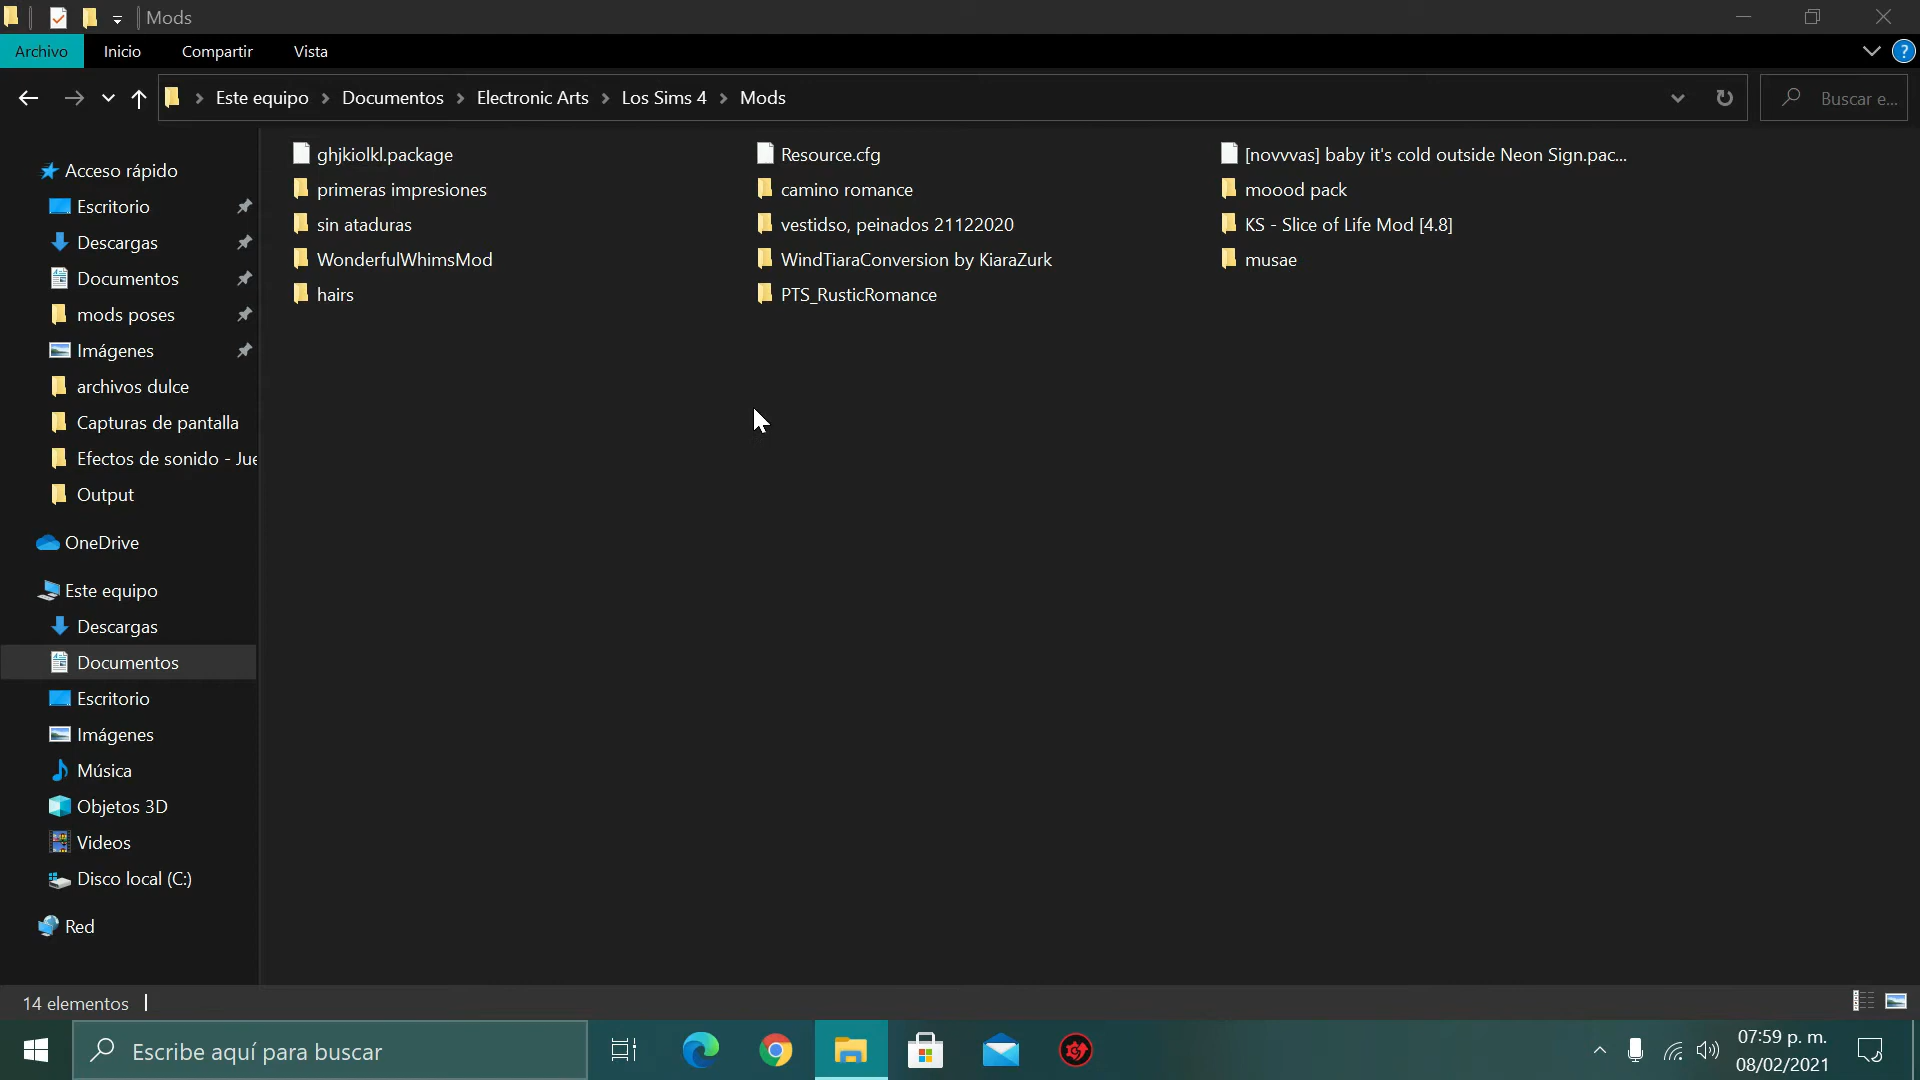 Mods
Archivo Inicio Compartir Vista
Este equipo Documentos Electronic Arts Los Sims 4 Mods Buscar e...
ghjkiolkl.package Resource.cfg [novvvas] baby it's cold outside Neon Sign.pac...
primeras impresiones camino romance moood pack
sin ataduras vestidso, peinados 21122020 KS - Slice of Life Mod [4.8]
WonderfulWhimsMod WindTiaraConversion by KiaraZurk musae
hairs PTS_RusticRomance
Acceso rápido
Escritorio
Descargas
Documentos
mods poses
Imágenes
archivos dulce
Capturas de pantalla
Efectos de sonido - Jue
Output
OneDrive
Este equipo
Descargas
Documentos
Escritorio
Imágenes
Música
Objetos 3D
Videos
Disco local (C:)
Red
14 elementos
Escribe aquí para buscar
07:59 p. m.
08/02/2021